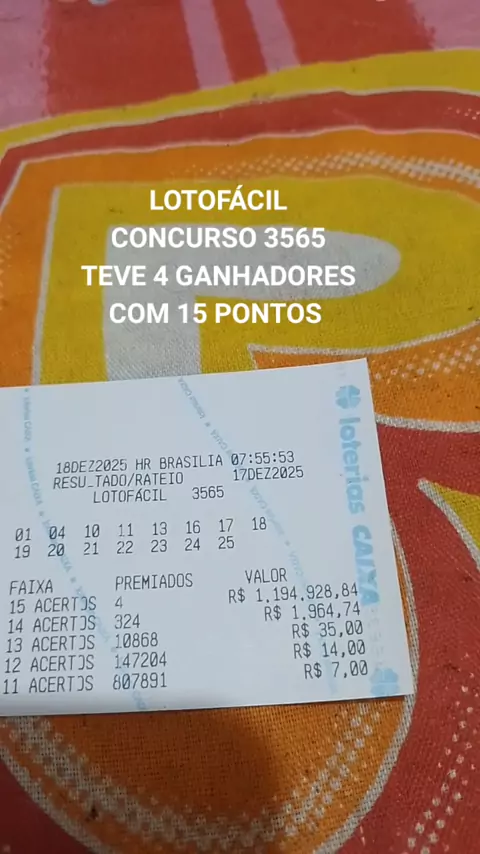 LOTOFÁCIL
CONCURSO 3565
TEVE 4 GANHADORES
COM 15 PONTOS
loterias CAIXA
18DEZ2025 HR BRASILIA 07:55:53
RESULTADO/RATEIO 17DEZ2025
LOTOFÁCIL 3565
01 04 10 11 13 16 17 18
19 20 21 22 23 24 25
FAIXA PREMIADOS VALOR
15 ACERTOS 4 R$ 1.194.928,84
14 ACERTOS 324 R$ 1.964,74
13 ACERTOS 10868 R$ 35,00
12 ACERTOS 147204 R$ 14,00
11 ACERTOS 807891 R$ 7,00